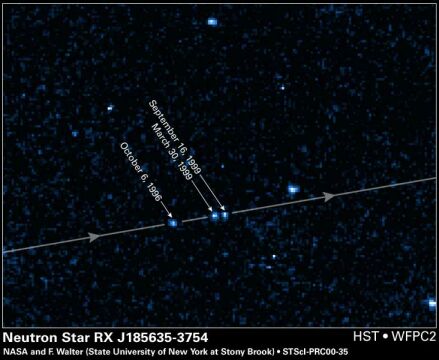 September 16, 1999
March 30, 1999
October 6, 1996
Neutron Star RX J185635-3754
HST • WFPC2
NASA and F. Walter (State University of New York at Stony Brook) • STScI-PRC00-35